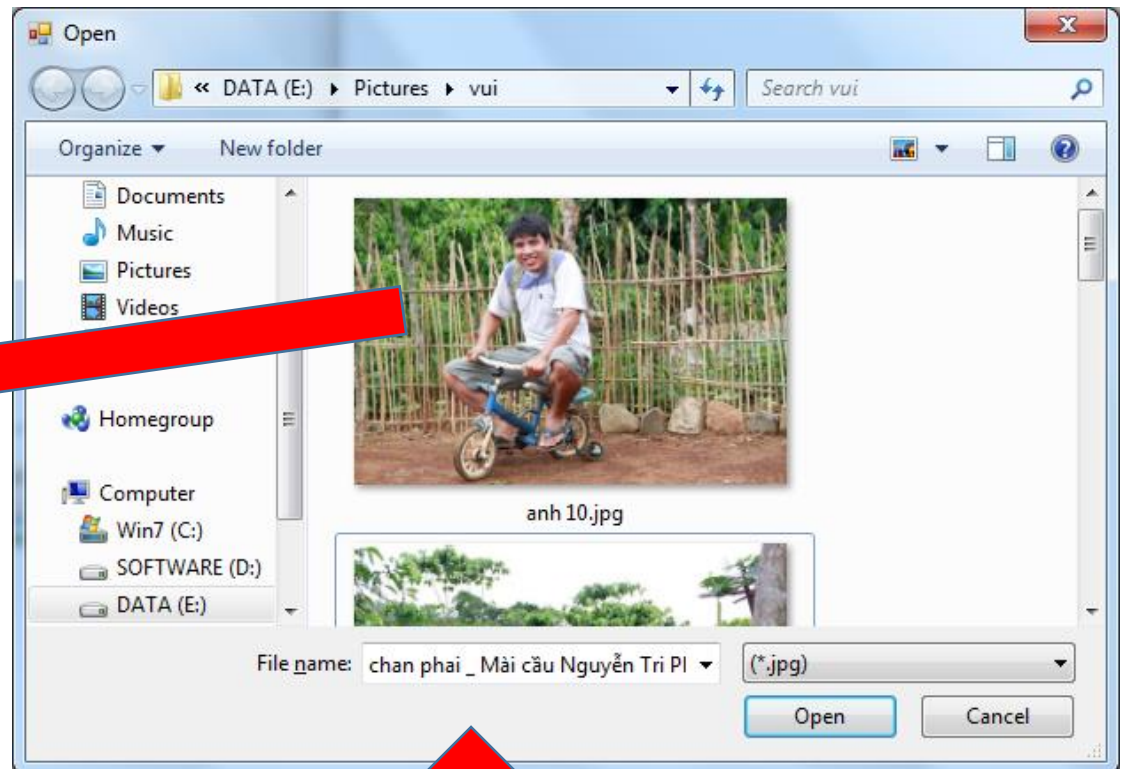 Open
« DATA (E:) ▸ Pictures ▸ vui
Search vui
Organize ▾ New folder
Documents
Music
Pictures
Videos
Homegroup
Computer
Win7 (C:)
SOFTWARE (D:)
DATA (E:)
anh 10.jpg
File name: chan phai _ Mài cầu Nguyễn Tri Pl
(*.jpg)
Open Cancel